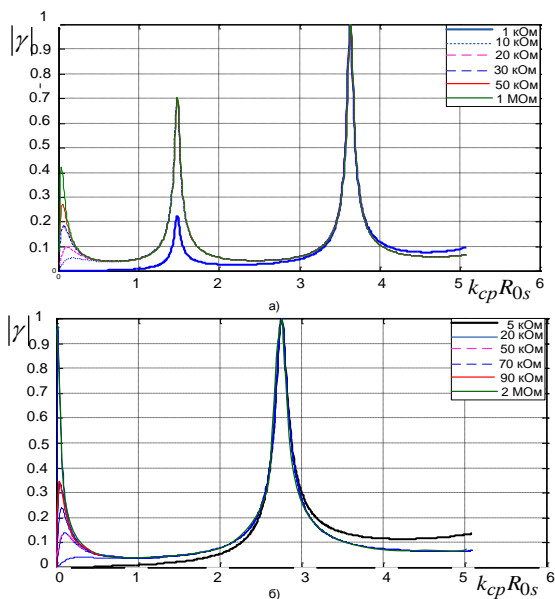 |γ|
1
0.9
0.8
0.7
0.6
0.5
0.4
0.3
0.2
0.1
0
1 кОм
10 кОм
20 кОм
30 кОм
50 кОм
1 МОм
0 1 2 3 4 5 6
k_cp R_0s
а)
|γ|
1
0.9
0.8
0.7
0.6
0.5
0.4
0.3
0.2
0.1
0
5 кОм
20 кОм
50 кОм
70 кОм
90 кОм
2 МОм
0 1 2 3 4 5 6
k_cp R_0s
б)